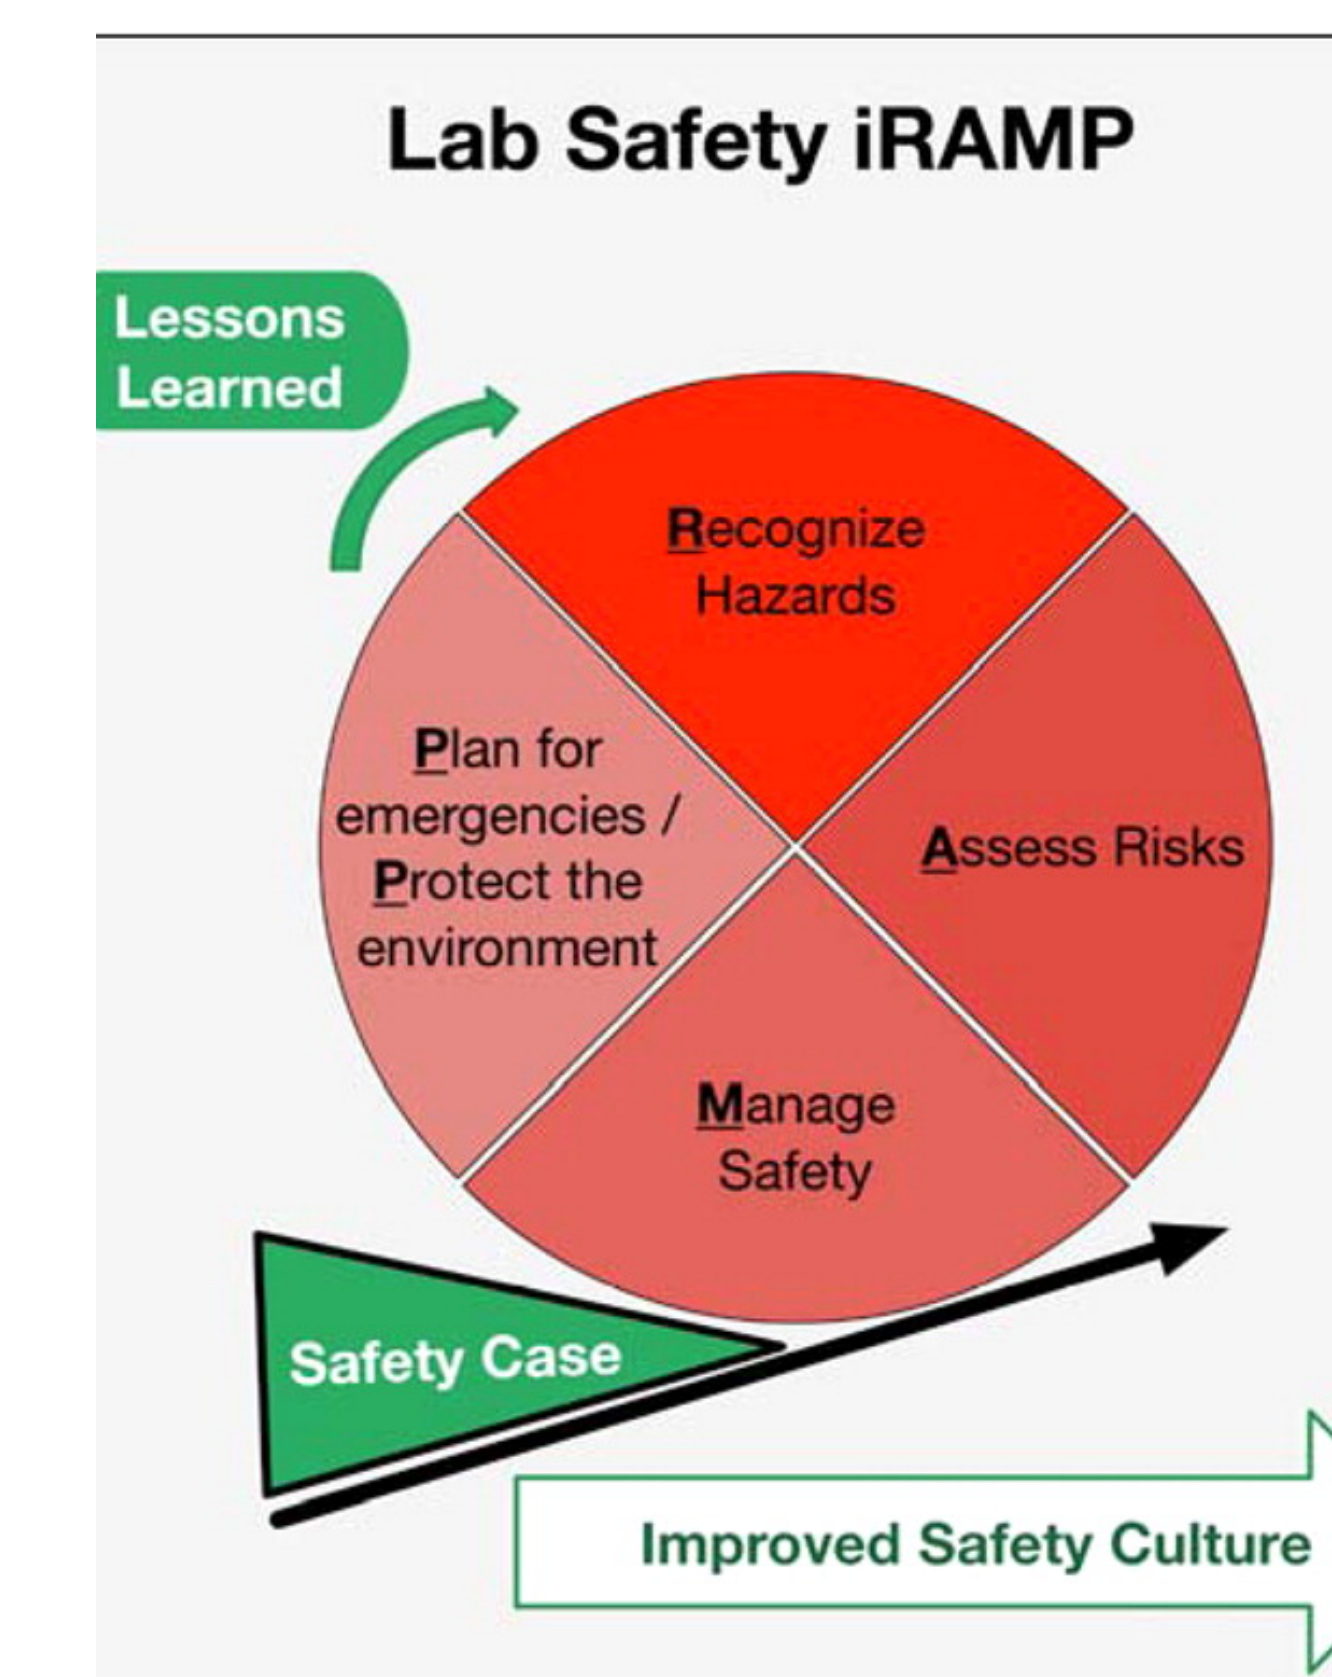 Lab Safety iRAMP
Lessons
Learned
Recognize
Hazards
Assess Risks
Manage
Safety
Plan for
emergencies /
Protect the
environment
Safety Case
Improved Safety Culture